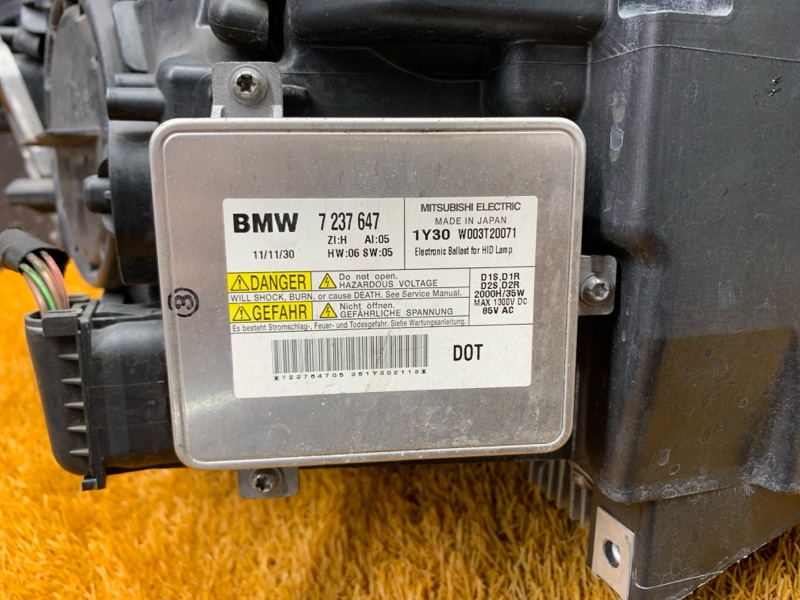 BMW 7 237 647
ZI:H AI:05
11/11/30 HW:06 SW:05
MITSUBISHI ELECTRIC
MADE IN JAPAN
1Y30 W003T20071
Electronic Ballast for HID Lamp
DANGER Do not open.
HAZARDOUS VOLTAGE
WILL SHOCK, BURN, or cause DEATH. See Service Manual.
GEFAHR Nicht öffnen.
GEFÄHRLICHE SPANNUNG
Es besteht Stromschlag-, Feuer- und Todesgefahr. Siehe Wartungsanleitung.
D1S,D1R
D2S,D2R
2000H/35W
MAX 1300V DC
85V AC
*723764705 351Y302113*
DOT
3